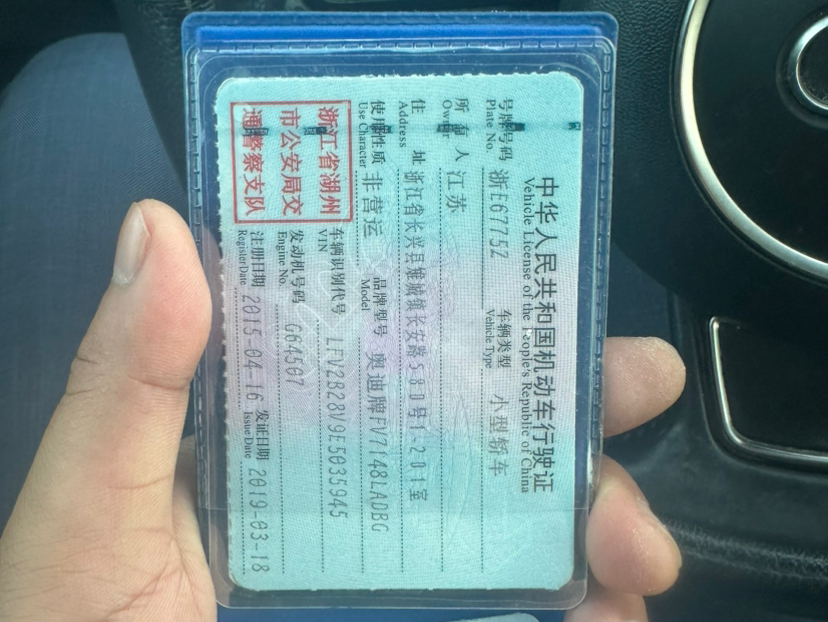 中华人民共和国机动车行驶证
Vehicle License of the People's Republic of China
号牌号码 浙E6775Z 车辆类型 小型轿车
Plate No. Vehicle Type
所有人 江苏
Owner
住址 浙江省长兴县雉城镇长安路580号1-201室
Address
使用性质 非营运 品牌型号 奥迪牌FV7148LADBG
Use Character Model
浙江省湖州
市公安局交
通警察支队
车辆识别代号 LFV2B28V9E5035945
VIN
发动机号码 G64507
Engine No.
注册日期 2015-04-16 发证日期 2019-03-18
Register Date Issue Date